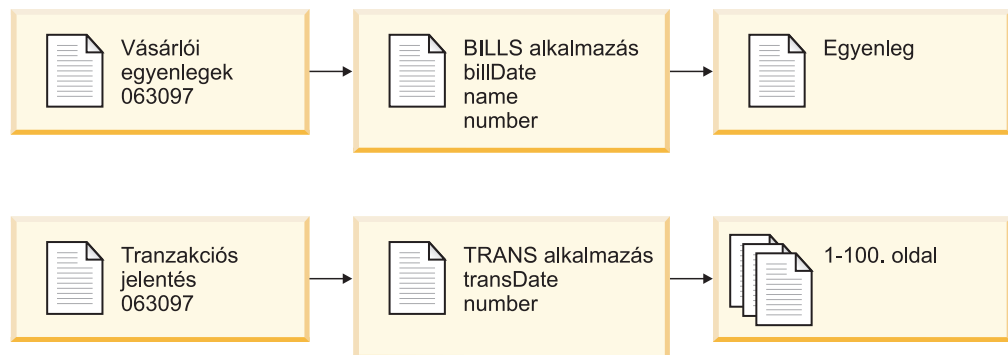 Vásárlói
egyenlegek
063097
BILLS alkalmazás
billDate
name
number
Egyenleg
Tranzakciós
jelentés
063097
TRANS alkalmazás
transDate
number
1-100. oldal